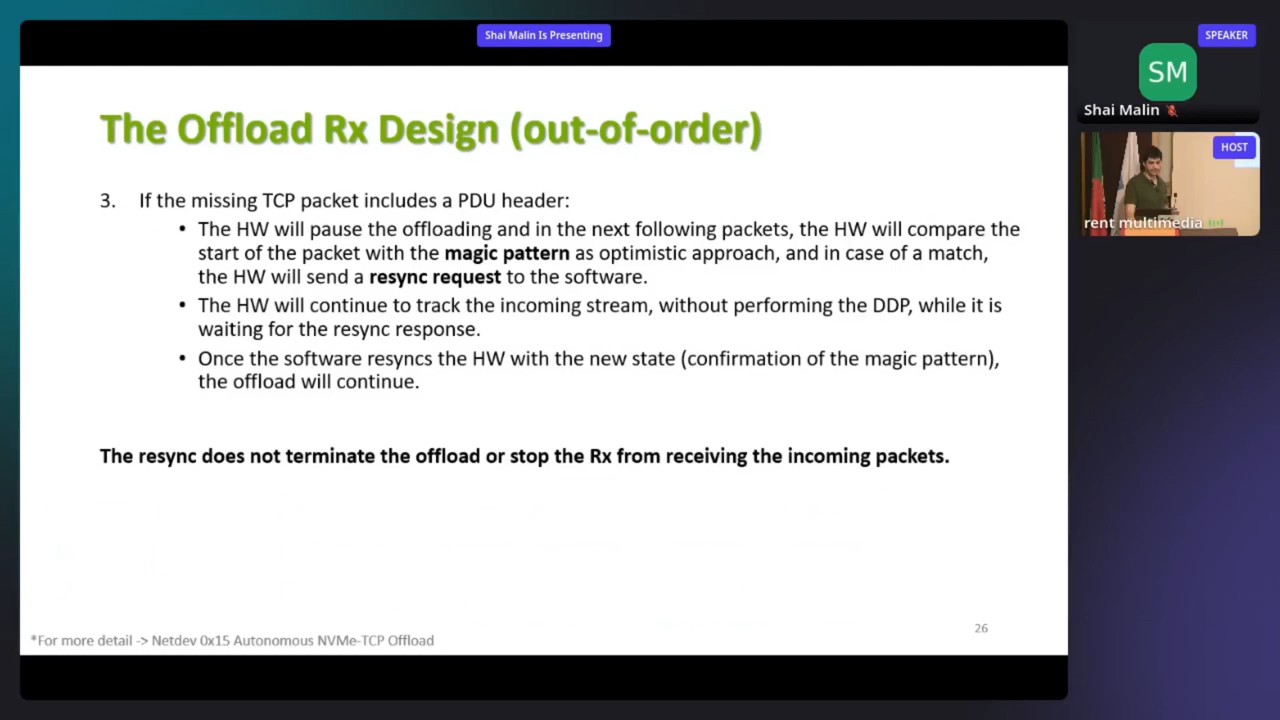 Shai Malin Is Presenting
SPEAKER
SM
Shai Malin
HOST
rent multimedia
The Offload Rx Design (out-of-order)
3. If the missing TCP packet includes a PDU header:
• The HW will pause the offloading and in the next following packets, the HW will compare the
start of the packet with the magic pattern as optimistic approach, and in case of a match,
the HW will send a resync request to the software.
• The HW will continue to track the incoming stream, without performing the DDP, while it is
waiting for the resync response.
• Once the software resyncs the HW with the new state (confirmation of the magic pattern),
the offload will continue.
The resync does not terminate the offload or stop the Rx from receiving the incoming packets.
26
*For more detail -> Netdev 0x15 Autonomous NVMe-TCP Offload